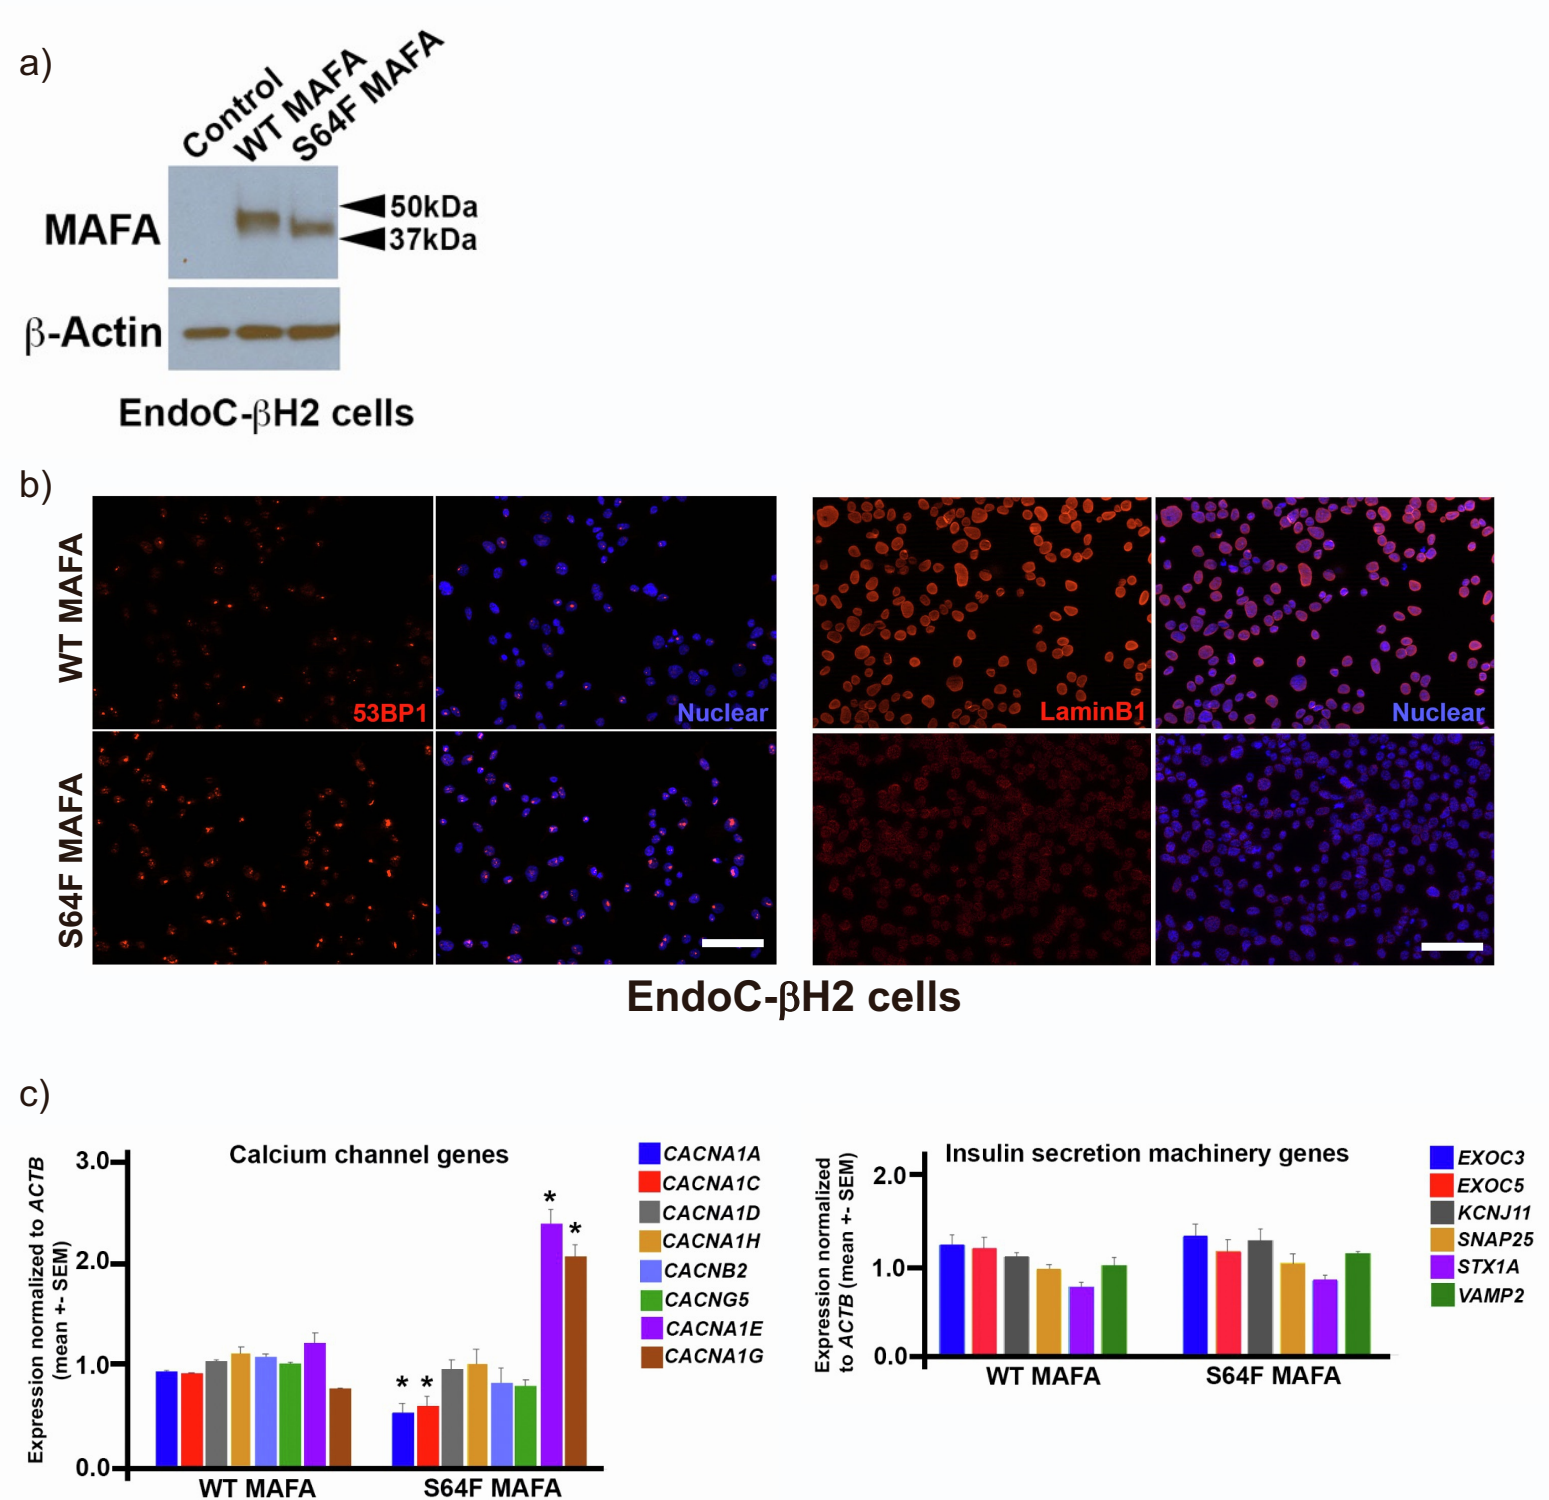 a)
Control
WT MAFA
S64F MAFA
MAFA
50kDa
37kDa
β-Actin
EndoC-βH2 cells
b)
WT MAFA
53BP1
Nuclear
LaminB1
Nuclear
S64F MAFA
EndoC-βH2 cells
c)
Calcium channel genes
Expression normalized to ACTB
(mean +- SEM)
3.0
2.0
1.0
0.0
* * * *
WT MAFA
S64F MAFA
CACNA1A
CACNA1C
CACNA1D
CACNA1H
CACNB2
CACNG5
CACNA1E
CACNA1G
Insulin secretion machinery genes
Expression normalized
to ACTB (mean +- SEM)
2.0
1.0
0.0
WT MAFA
S64F MAFA
EXOC3
EXOC5
KCNJ11
SNAP25
STX1A
VAMP2